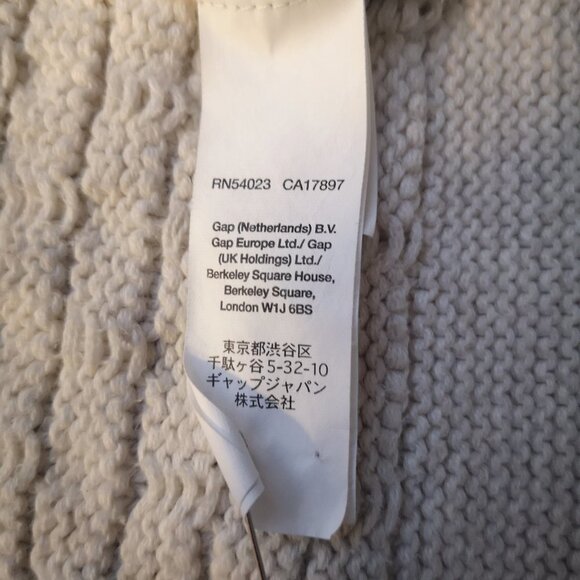 RN54023 CA17897
Gap (Netherlands) B.V.
Gap Europe Ltd./ Gap
(UK Holdings) Ltd./
Berkeley Square House,
Berkeley Square,
London W1J 6BS
東京都渋谷区
千駄ヶ谷 5-32-10
ギャップジャパン
株式会社